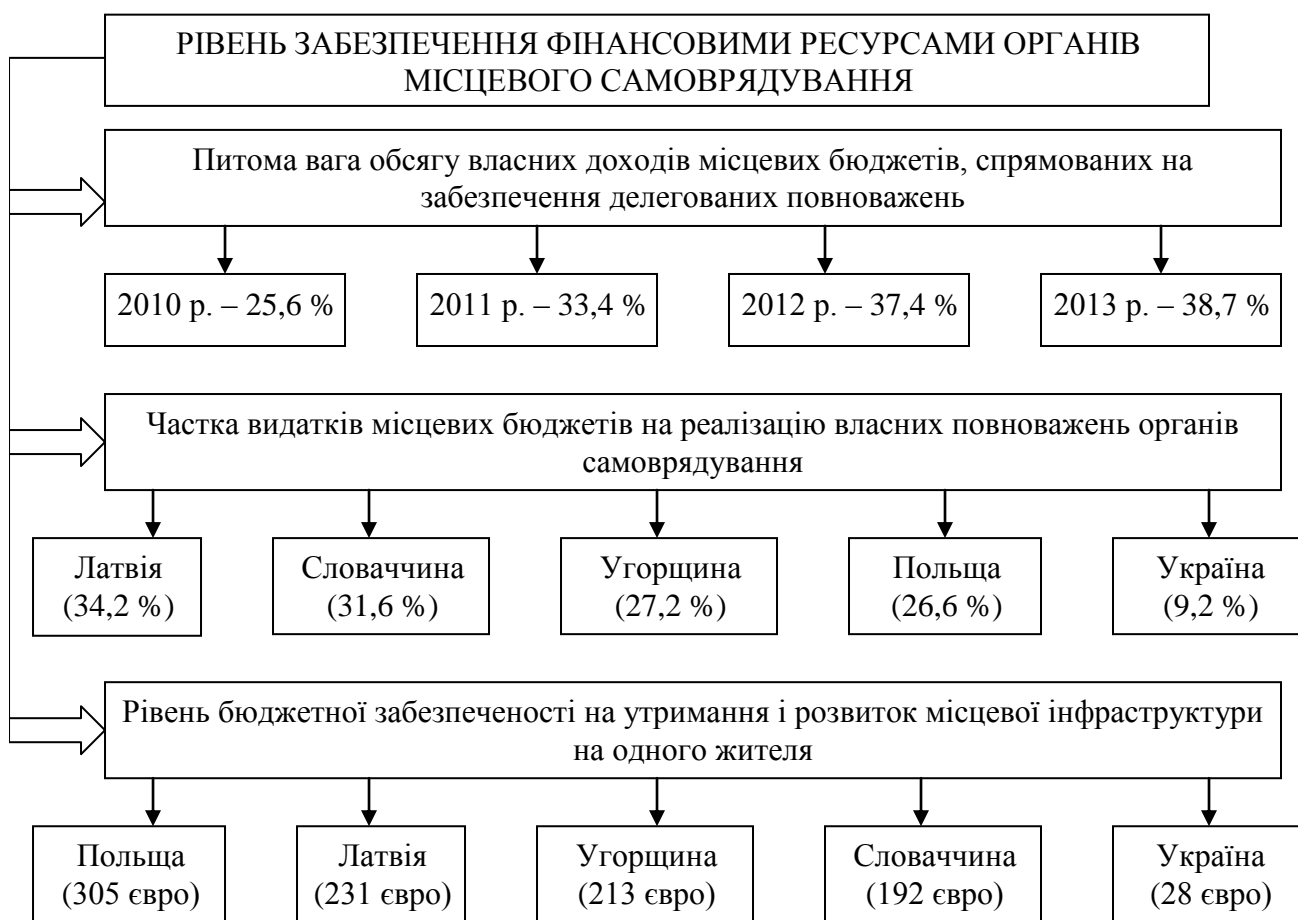 РІВЕНЬ ЗАБЕЗПЕЧЕННЯ ФІНАНСОВИМИ РЕСУРСАМИ ОРГАНІВ
МІСЦЕВОГО САМОВРЯДУВАННЯ
Питома вага обсягу власних доходів місцевих бюджетів, спрямованих на
забезпечення делегованих повноважень
2010 р. – 25,6 %
2011 р. – 33,4 %
2012 р. – 37,4 %
2013 р. – 38,7 %
Частка видатків місцевих бюджетів на реалізацію власних повноважень органів
самоврядування
Латвія
(34,2 %)
Словаччина
(31,6 %)
Угорщина
(27,2 %)
Польща
(26,6 %)
Україна
(9,2 %)
Рівень бюджетної забезпеченості на утримання і розвиток місцевої інфраструктури
на одного жителя
Польща
(305 євро)
Латвія
(231 євро)
Угорщина
(213 євро)
Словаччина
(192 євро)
Україна
(28 євро)